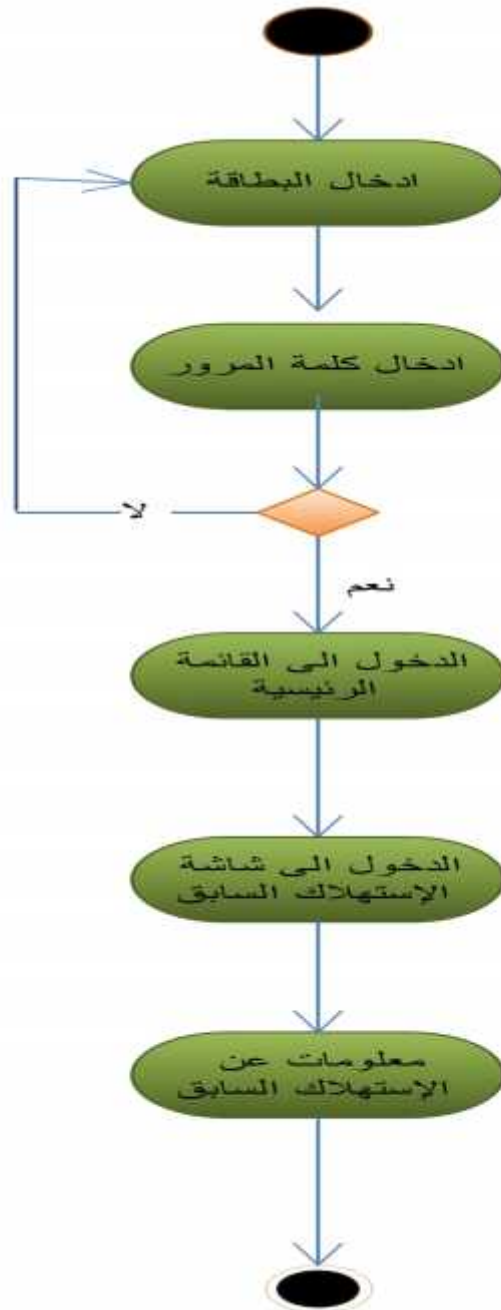 ادخال البطاقة
ادخال كلمة المرور
لا
نعم
الدخول الى القائمة
الرئيسية
الدخول الى شاشة
الإستهلاك السابق
معلومات عن
الإستهلاك السابق